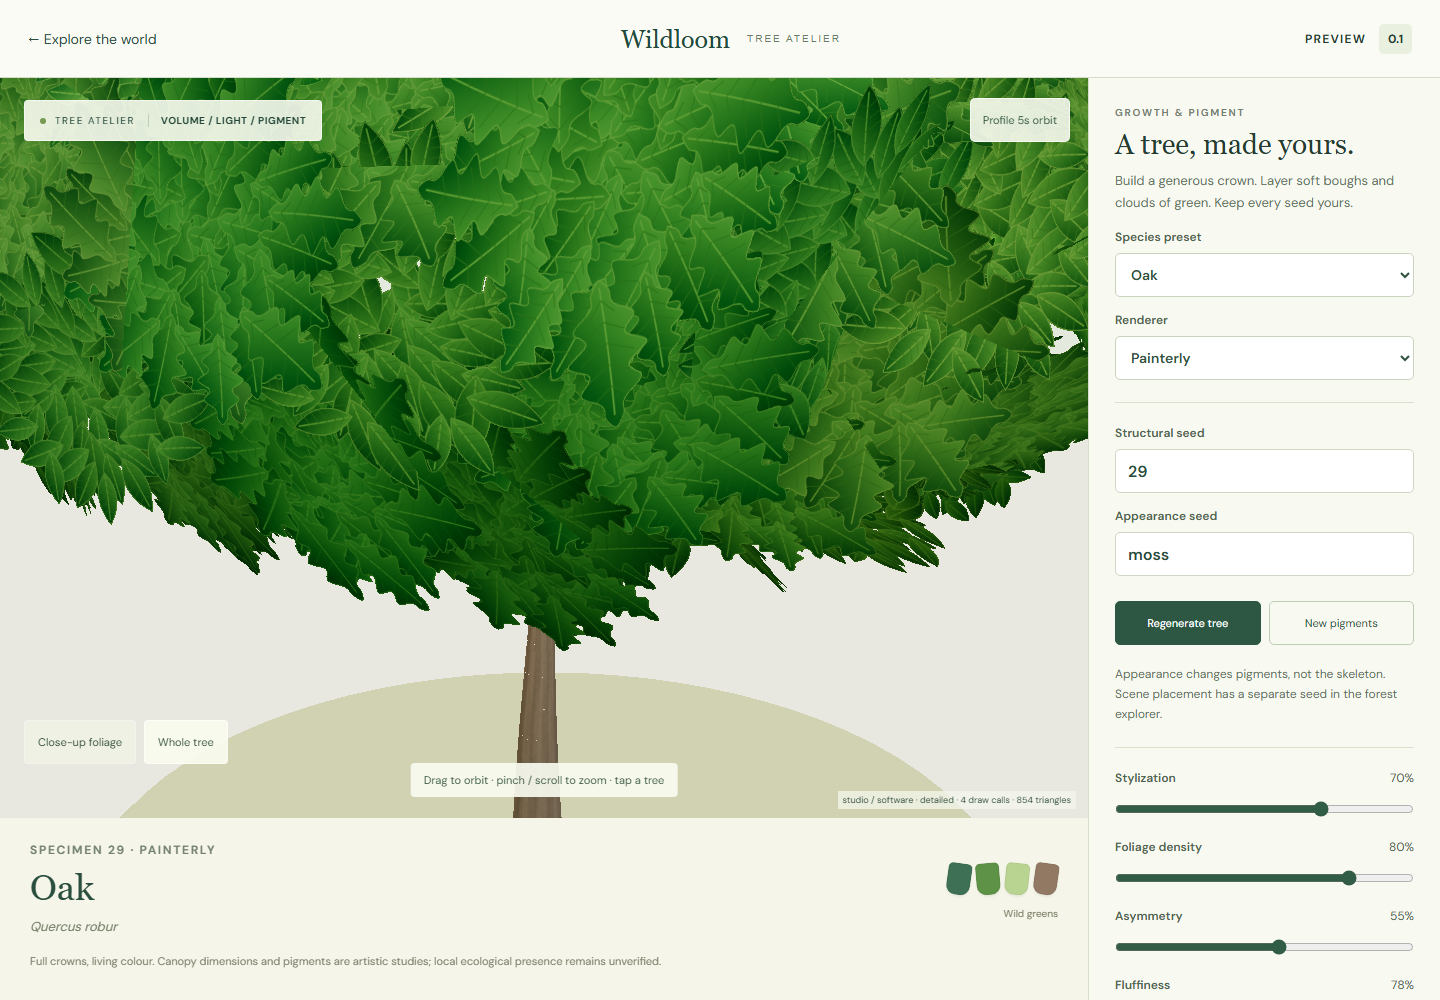 ← Explore the world
Wildloom TREE ATELIER
PREVIEW 0.1
TREE ATELIER VOLUME / LIGHT / PIGMENT
Profile 5s orbit
Close-up foliage
Whole tree
Drag to orbit · pinch / scroll to zoom · tap a tree
studio / software · detailed · 4 draw calls · 854 triangles
SPECIMEN 29 · PAINTERLY
Oak
Quercus robur
Full crowns, living colour. Canopy dimensions and pigments are artistic studies; local ecological presence remains unverified.
Wild greens
GROWTH & PIGMENT
A tree, made yours.
Build a generous crown. Layer soft boughs and
clouds of green. Keep every seed yours.
Species preset
Oak
Renderer
Painterly
Structural seed
29
Appearance seed
moss
Regenerate tree
New pigments
Appearance changes pigments, not the skeleton.
Scene placement has a separate seed in the forest
explorer.
Stylization 70%
Foliage density 80%
Asymmetry 55%
Fluffiness 78%